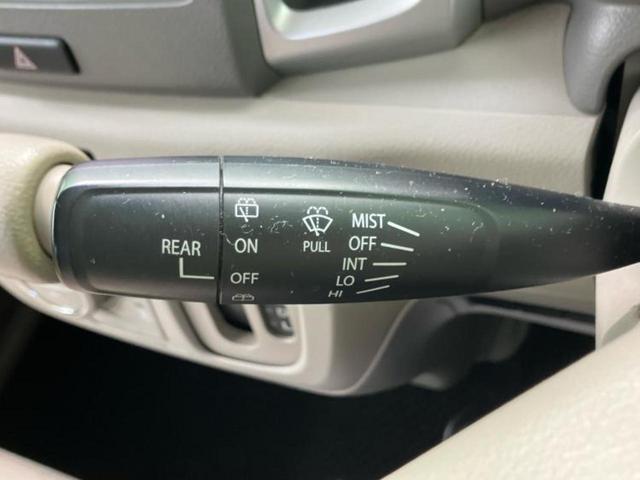 REAR
ON
OFF
PULL
MIST
OFF
INT
LO
HI